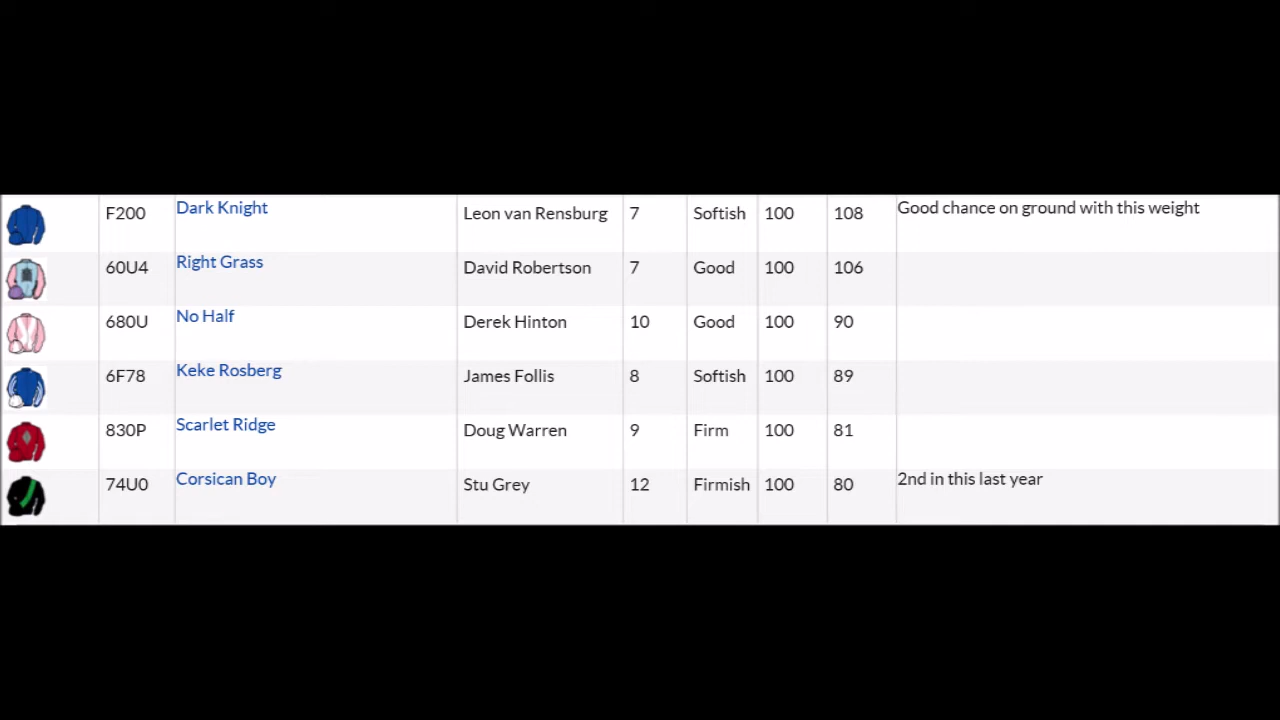 F200 Dark Knight Leon van Rensburg 7 Softish 100 108 Good chance on ground with this weight
60U4 Right Grass David Robertson 7 Good 100 106
680U No Half Derek Hinton 10 Good 100 90
6F78 Keke Rosberg James Follis 8 Softish 100 89
830P Scarlet Ridge Doug Warren 9 Firm 100 81
74U0 Corsican Boy Stu Grey 12 Firmish 100 80 2nd in this last year